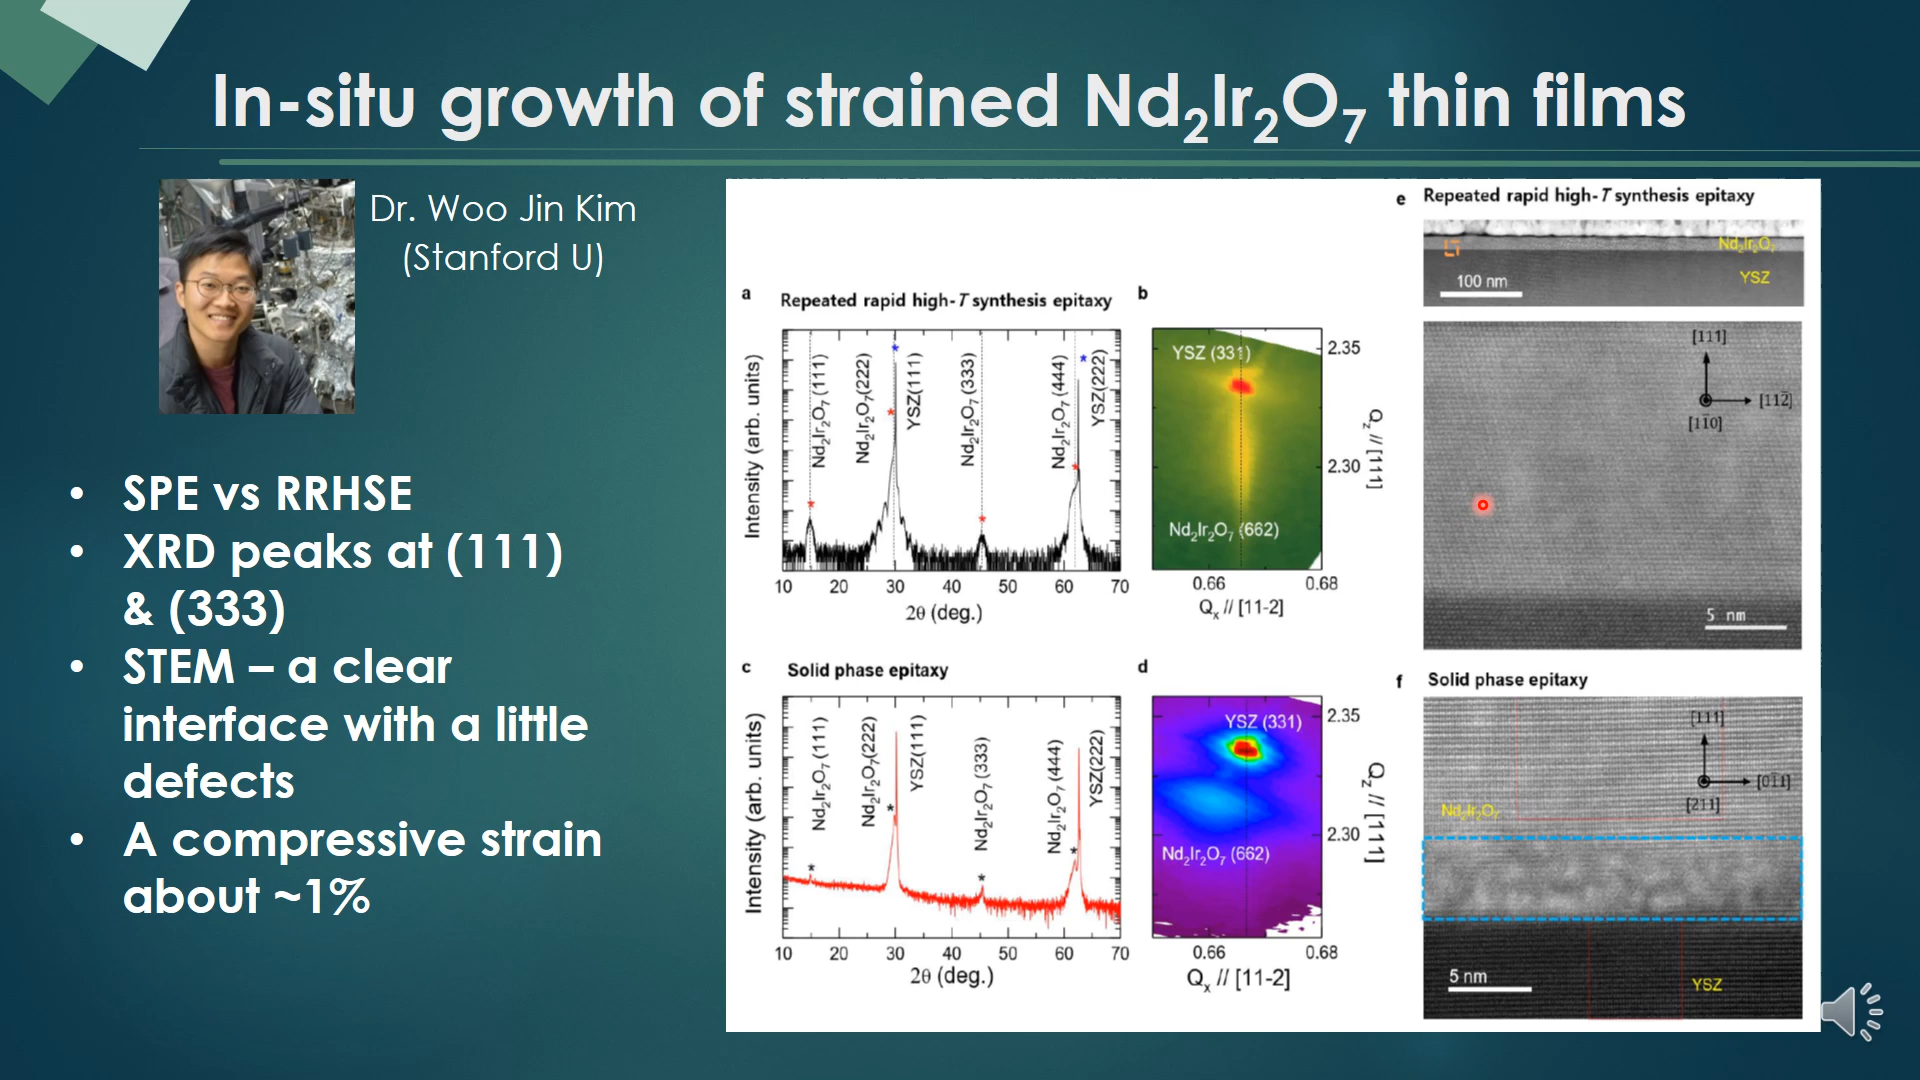 In-situ growth of strained Nd₂Ir₂O₇ thin films
Dr. Woo Jin Kim
(Stanford U)
• SPE vs RRHSE
• XRD peaks at (111)
& (333)
• STEM – a clear
interface with a little
defects
• A compressive strain
about ~1%
a Repeated rapid high-T synthesis epitaxy
Intensity (arb. units)
Nd₂Ir₂O₇ (111)
Nd₂Ir₂O₇(222)
YSZ(111)
Nd₂Ir₂O₇ (333)
Nd₂Ir₂O₇ (444)
YSZ(222)
10 20 30 40 50 60 70
2θ (deg.)
b
YSZ (331)
Nd₂Ir₂O₇ (662)
2.35
2.30
Q_z // [111]
0.66 0.68
Qₓ // [11-2]
c Solid phase epitaxy
Intensity (arb. units)
Nd₂Ir₂O₇ (111)
Nd₂Ir₂O₇(222)
YSZ(111)
Nd₂Ir₂O₇ (333)
Nd₂Ir₂O₇ (444)
YSZ(222)
10 20 30 40 50 60 70
2θ (deg.)
d
YSZ (331)
Nd₂Ir₂O₇ (662)
2.35
2.30
Q_z // [111]
0.66 0.68
Qₓ // [11-2]
e Repeated rapid high-T synthesis epitaxy
Nd₂Ir₂O₇
YSZ
100 nm
[111]
[112̄]
[11̄0]
5 nm
f Solid phase epitaxy
[111]
[01̄1]
[211]
Nd₂Ir₂O₇
5 nm
YSZ